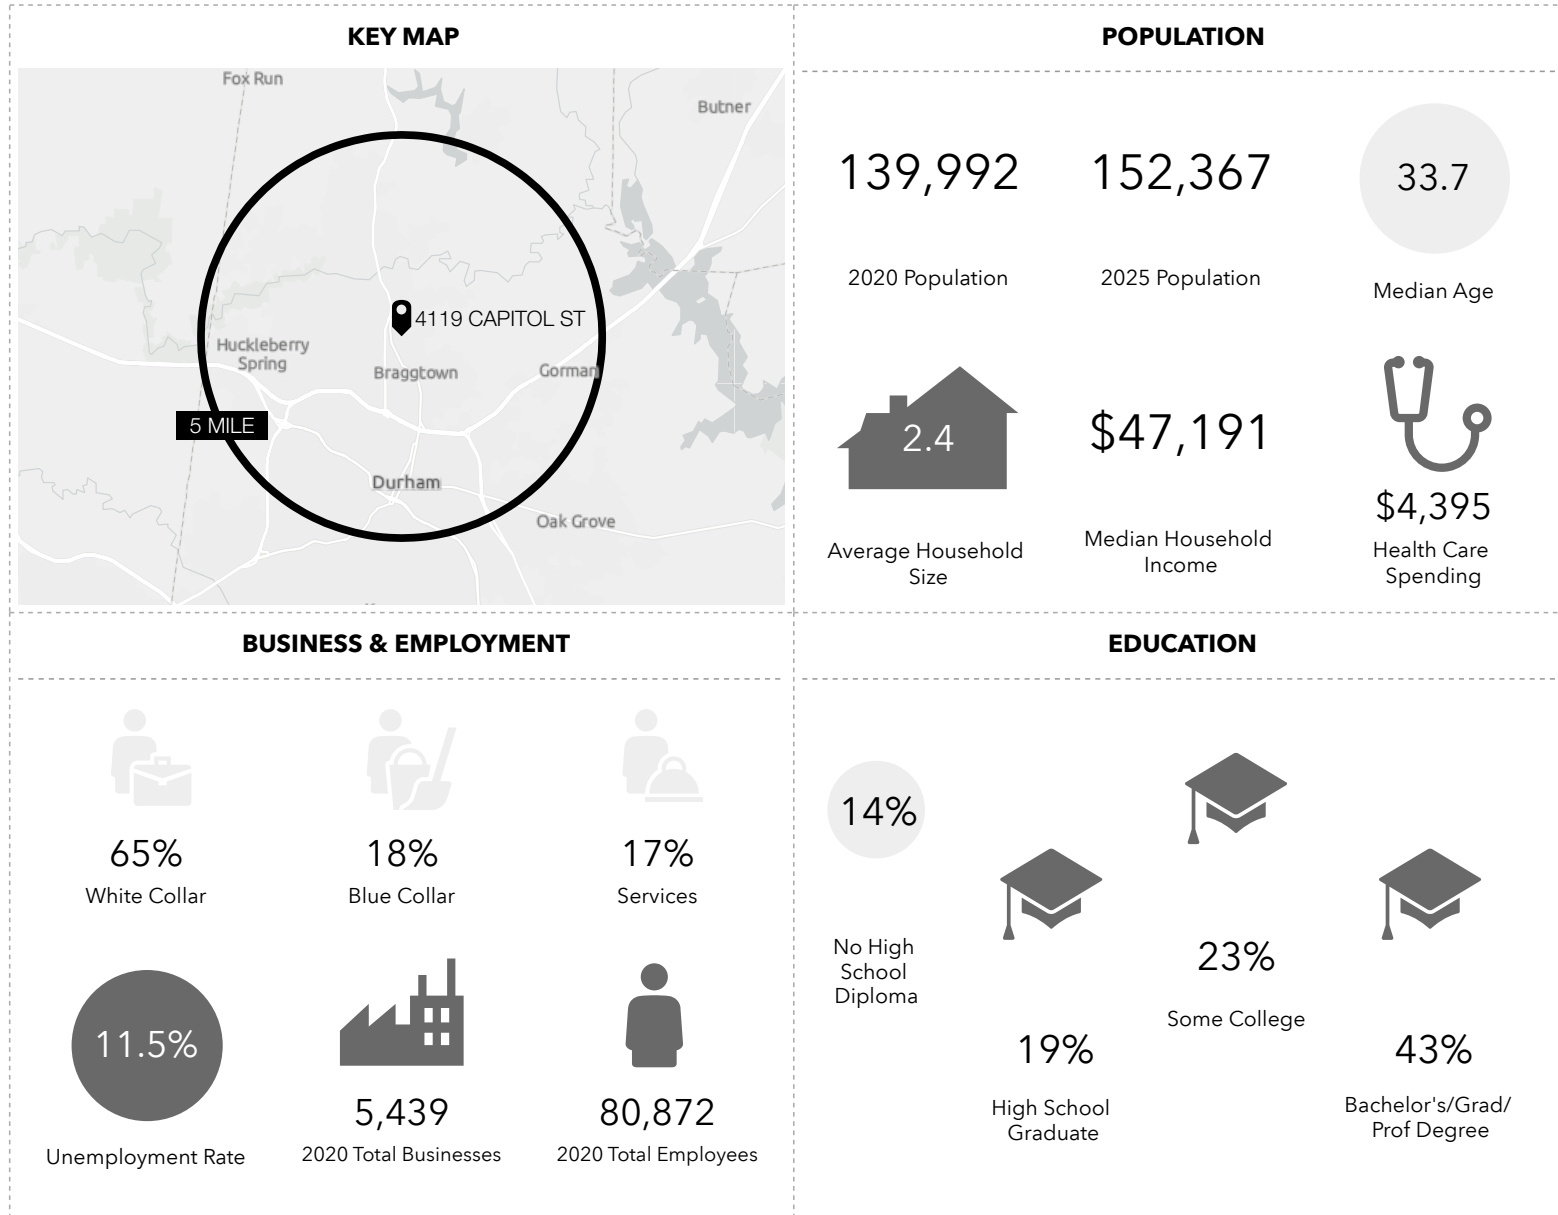 KEY MAP
Fox Run
Butner
4119 CAPITOL ST
Huckleberry
Spring
Braggtown
Gorman
5 MILE
Durham
Oak Grove
POPULATION
139,992
152,367
33.7
2020 Population
2025 Population
Median Age
2.4
$47,191
$4,395
Average Household
Size
Median Household
Income
Health Care
Spending
BUSINESS & EMPLOYMENT
65%
18%
17%
White Collar
Blue Collar
Services
11.5%
5,439
80,872
Unemployment Rate
2020 Total Businesses
2020 Total Employees
EDUCATION
14%
No High
School
Diploma
19%
High School
Graduate
23%
Some College
43%
Bachelor's/Grad/
Prof Degree